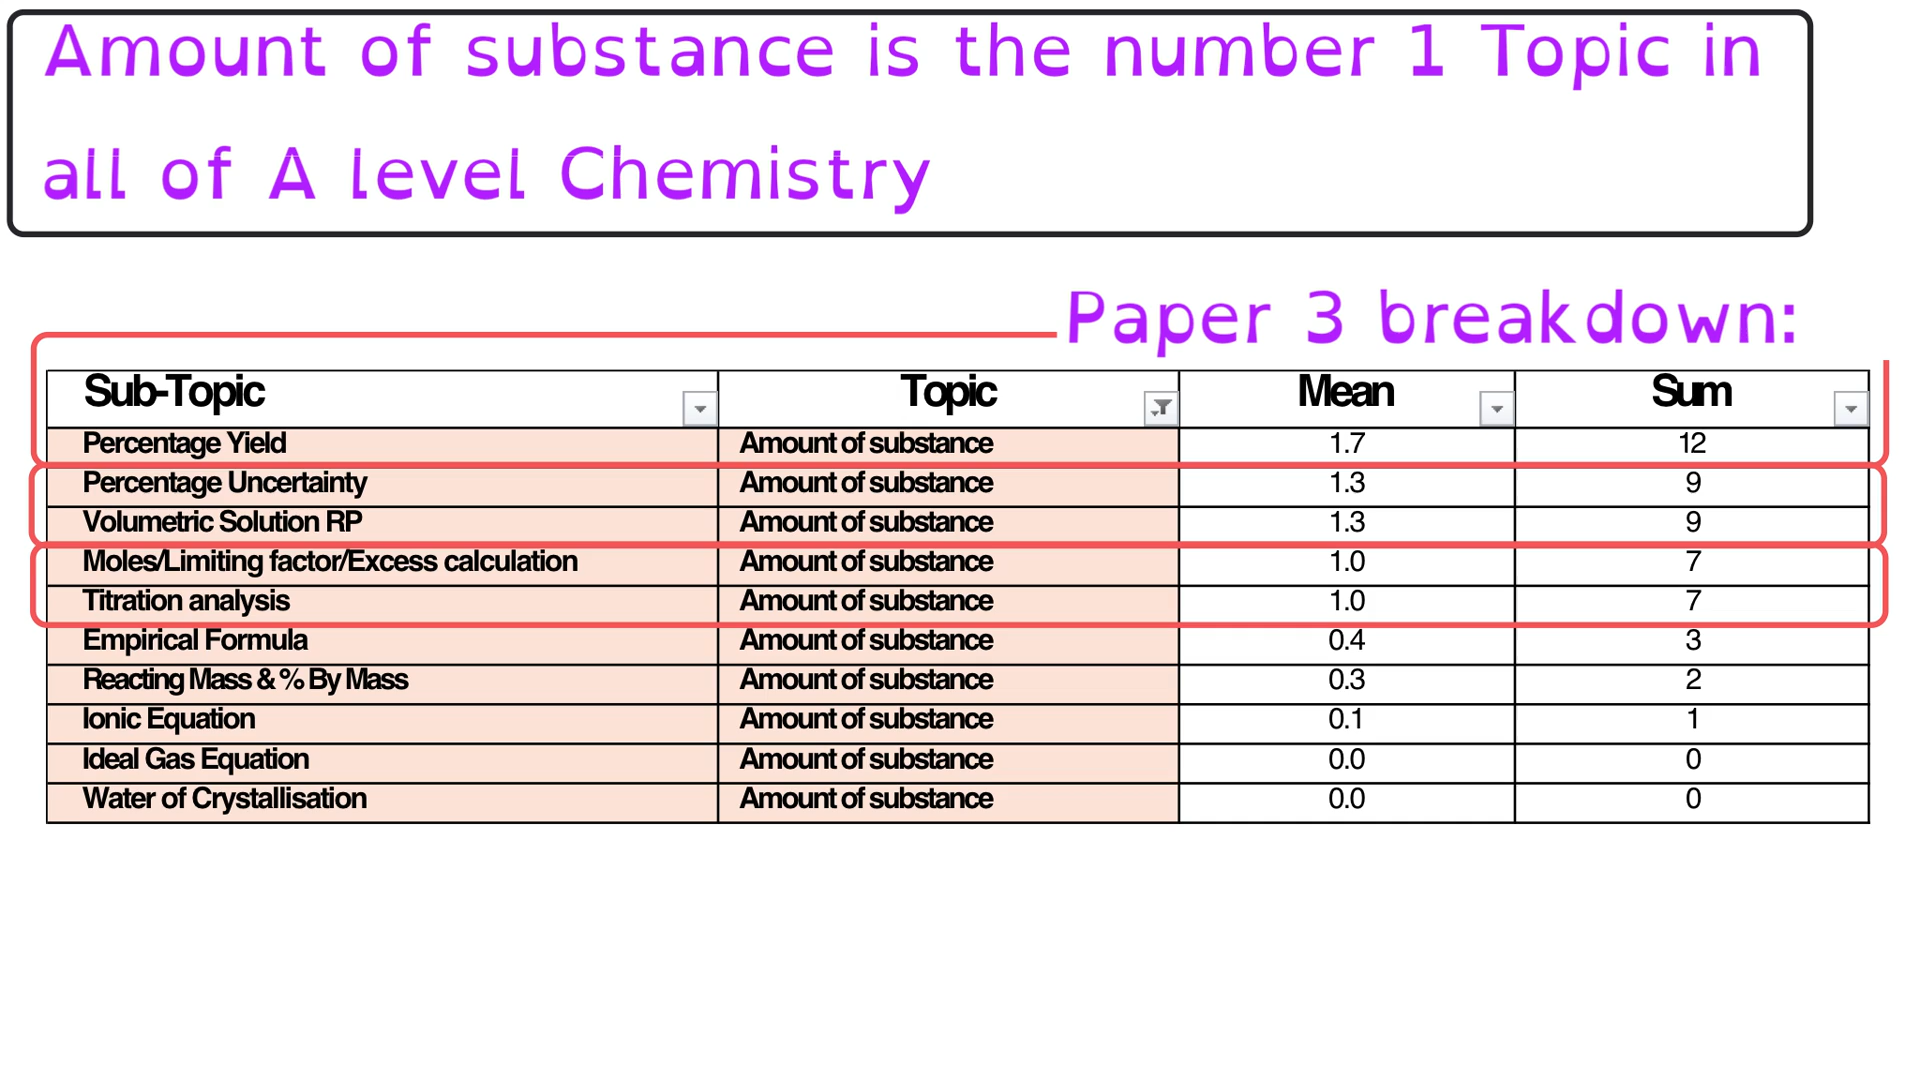 Amount of substance is the number 1 Topic in
all of A level Chemistry
Paper 3 breakdown:
Sub-Topic Topic Mean Sum
Percentage Yield Amount of substance 1.7 12
Percentage Uncertainty Amount of substance 1.3 9
Volumetric Solution RP Amount of substance 1.3 9
Moles/Limiting factor/Excess calculation Amount of substance 1.0 7
Titration analysis Amount of substance 1.0 7
Empirical Formula Amount of substance 0.4 3
Reacting Mass & % By Mass Amount of substance 0.3 2
Ionic Equation Amount of substance 0.1 1
Ideal Gas Equation Amount of substance 0.0 0
Water of Crystallisation Amount of substance 0.0 0